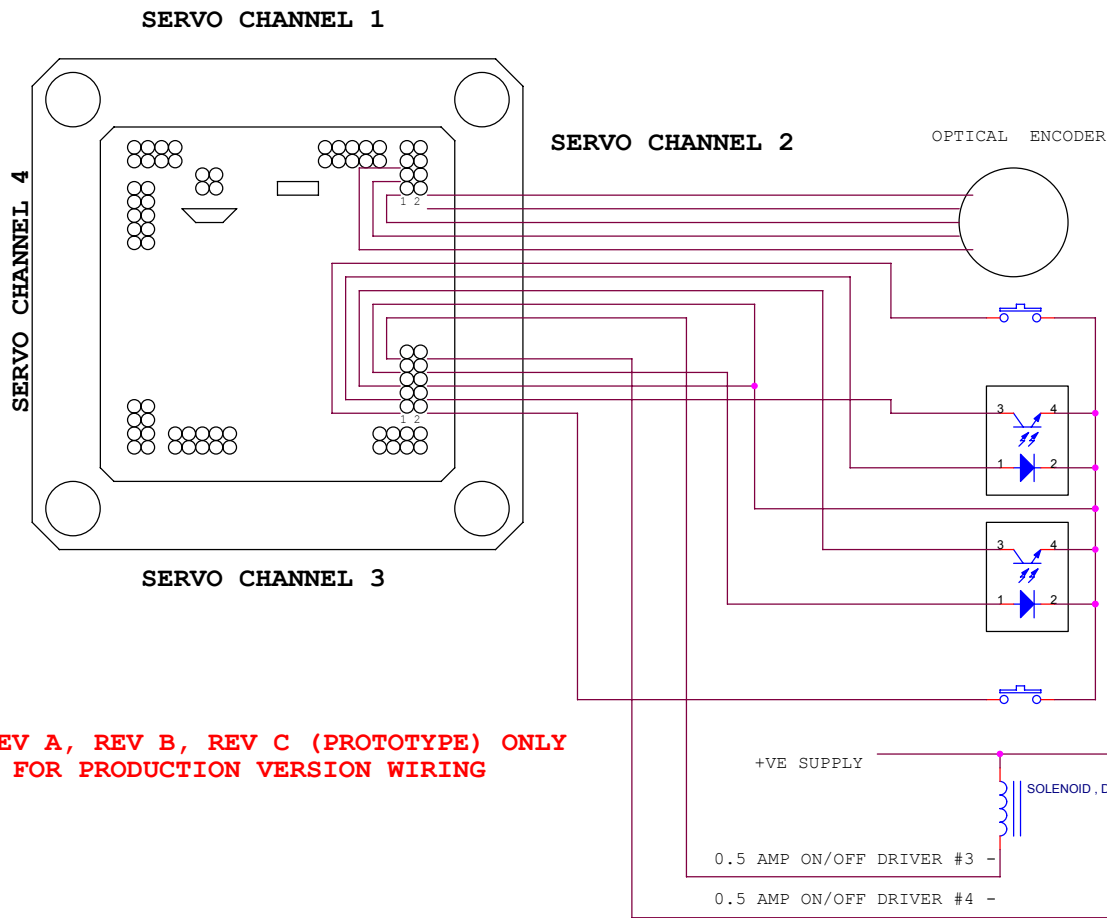 SERVO CHANNEL 1
SERVO CHANNEL 2
OPTICAL ENCODER
SERVO CHANNEL 4
1 2
3 4
1 2
1 2
3 4
1 2
SERVO CHANNEL 3
REV A, REV B, REV C (PROTOTYPE) ONLY
FOR PRODUCTION VERSION WIRING
+VE SUPPLY
SOLENOID , D
0.5 AMP ON/OFF DRIVER #3 -
0.5 AMP ON/OFF DRIVER #4 -